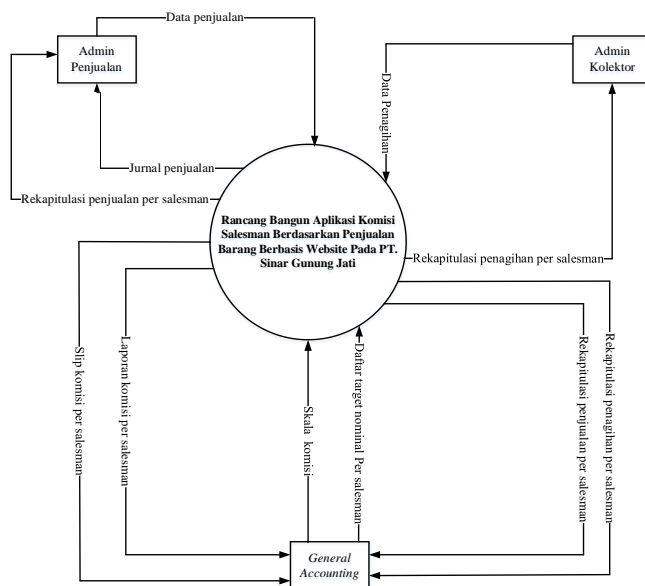 Data penjualan
Admin
Penjualan
Admin
Kolektor
Data Penagihan
Jurnal penjualan
Rekapitulasi penjualan per salesman
Rancang Bangun Aplikasi Komisi
Salesman Berdasarkan Penjualan
Barang Berbasis Website Pada PT.
Sinar Gunung Jati
Rekapitulasi penagihan per salesman
Slip komisi per salesman
Laporan komisi per salesman
Skala komisi
Daftar target nominal Per salesman
Rekapitulasi penjualan per salesman
Rekapitulasi penagihan per salesman
General
Accounting